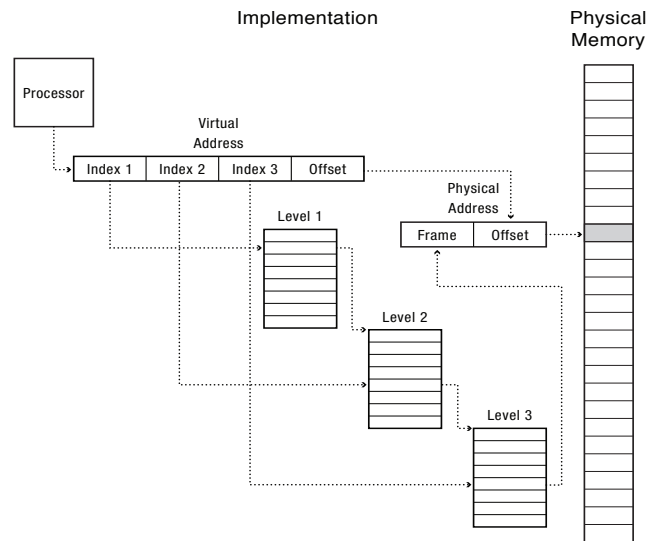 Implementation
Physical
Memory
Processor
Virtual
Address
Index 1 Index 2 Index 3 Offset
Physical
Address
Frame Offset
Level 1
Level 2
Level 3